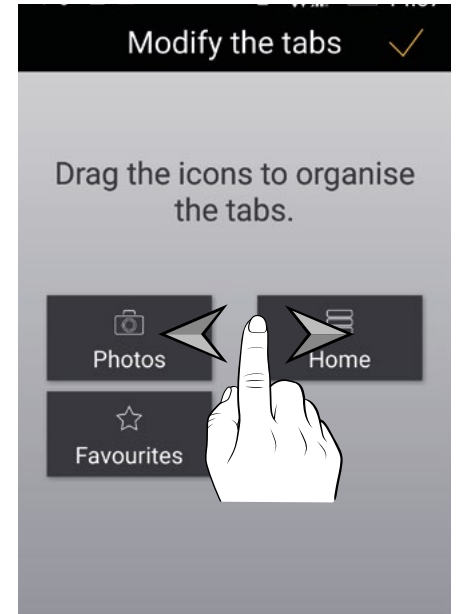 Modify the tabs
Drag the icons to organise
the tabs.
Photos
Home
Favourites